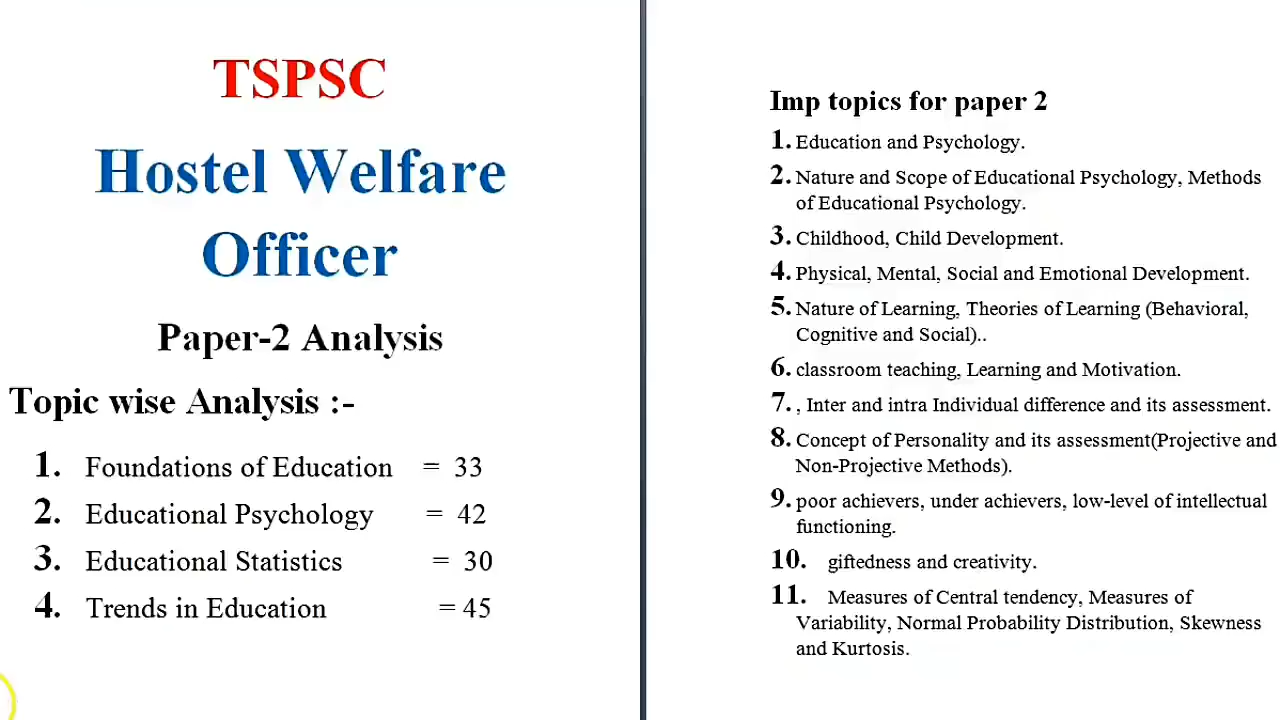 TSPSC
Hostel Welfare
Officer
Paper-2 Analysis
Topic wise Analysis :-
1. Foundations of Education = 33
2. Educational Psychology = 42
3. Educational Statistics = 30
4. Trends in Education = 45
Imp topics for paper 2
1. Education and Psychology.
2. Nature and Scope of Educational Psychology, Methods
of Educational Psychology.
3. Childhood, Child Development.
4. Physical, Mental, Social and Emotional Development.
5. Nature of Learning, Theories of Learning (Behavioral,
Cognitive and Social)..
6. classroom teaching, Learning and Motivation.
7. , Inter and intra Individual difference and its assessment.
8. Concept of Personality and its assessment(Projective and
Non-Projective Methods).
9. poor achievers, under achievers, low-level of intellectual
functioning.
10. giftedness and creativity.
11. Measures of Central tendency, Measures of
Variability, Normal Probability Distribution, Skewness
and Kurtosis.